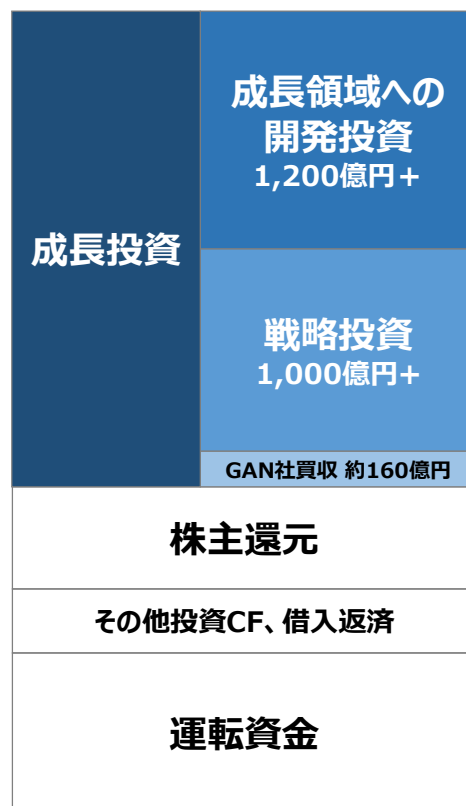 成長投資
成長領域への
開発投資
1,200億円＋
戦略投資
1,000億円＋
GAN社買収 約160億円
株主還元
その他投資CF、借入返済
運転資金